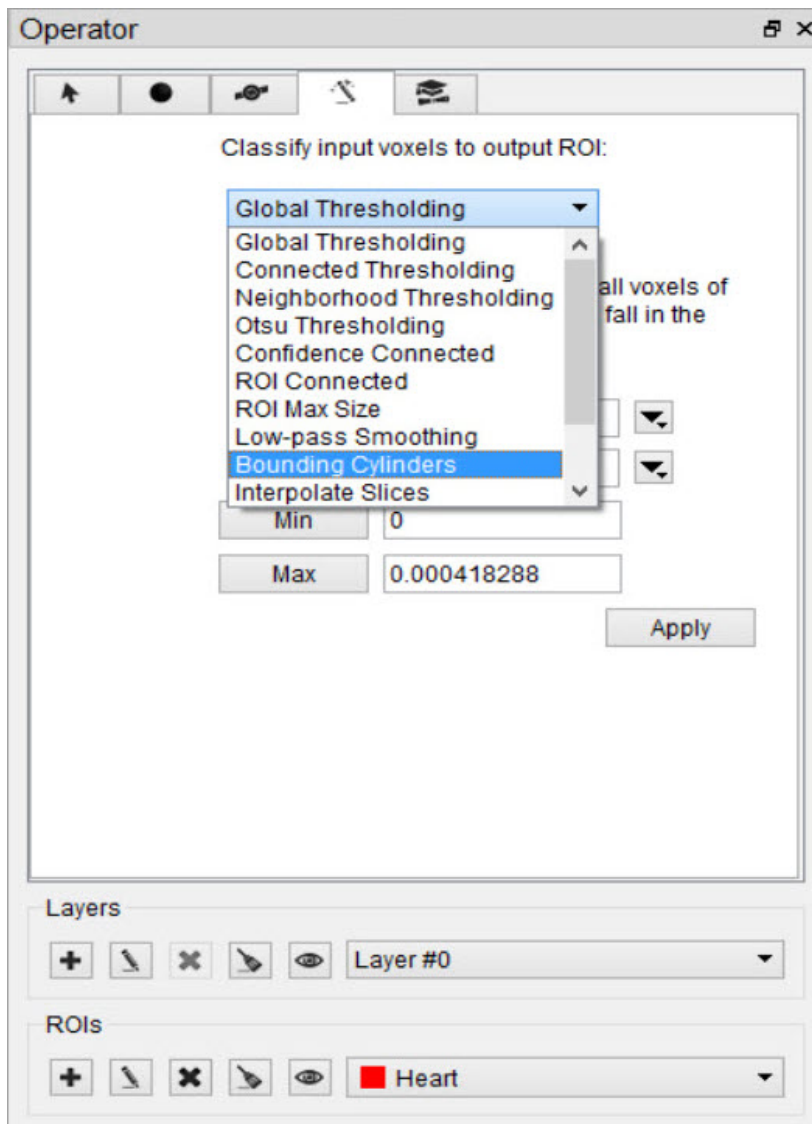 Operator
Classify input voxels to output ROI:
Global Thresholding
Global Thresholding
Connected Thresholding
Neighborhood Thresholding
all voxels of
Otsu Thresholding
fall in the
Confidence Connected
ROI Connected
ROI Max Size
Low-pass Smoothing
Bounding Cylinders
Interpolate Slices
Min 0
Max 0.000418288
Apply
Layers
Layer #0
ROIs
Heart